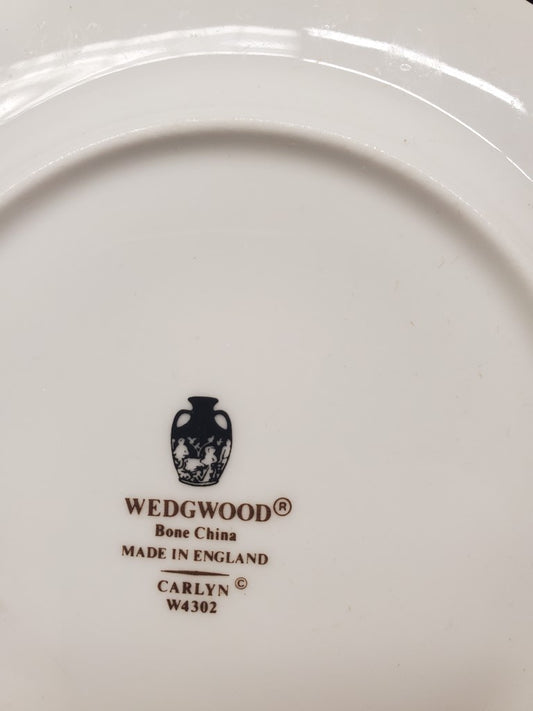 WEDGWOOD®
Bone China
MADE IN ENGLAND
CARLYN ©
W4302